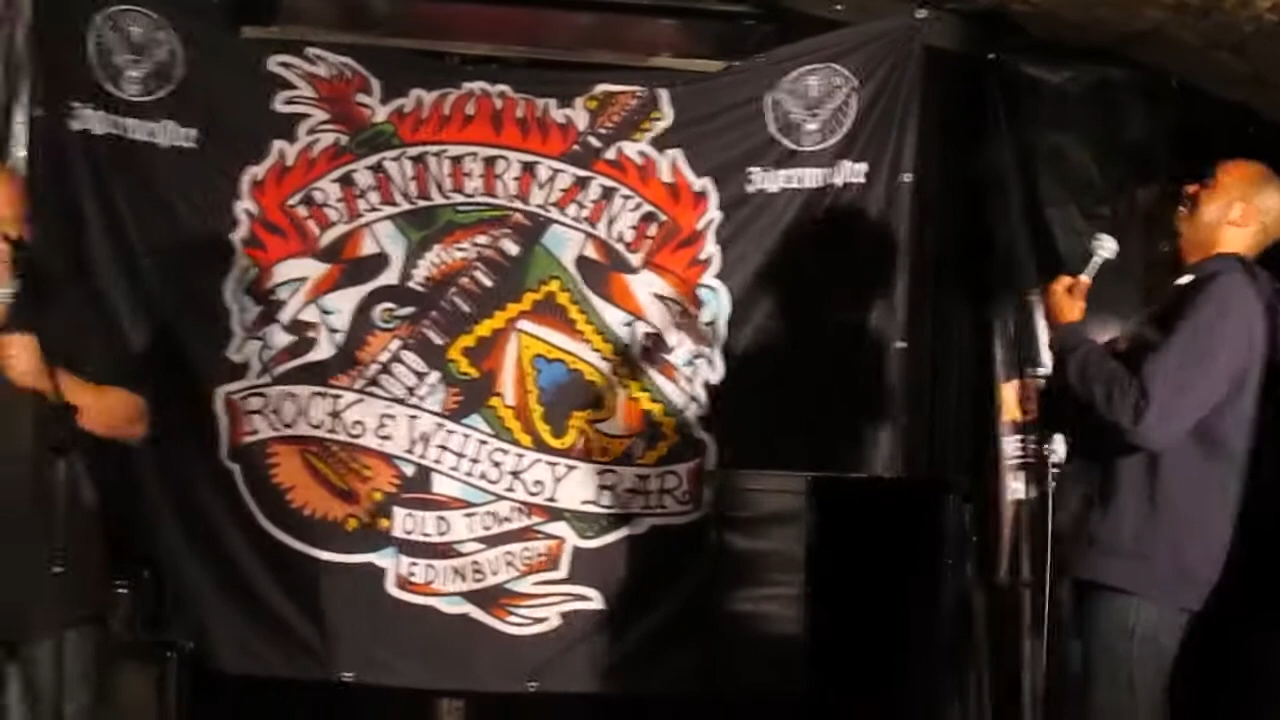 Jägermeister
Jägermeister
BANNERMAN'S
ROCK & WHISKY BAR
OLD TOWN
EDINBURGH